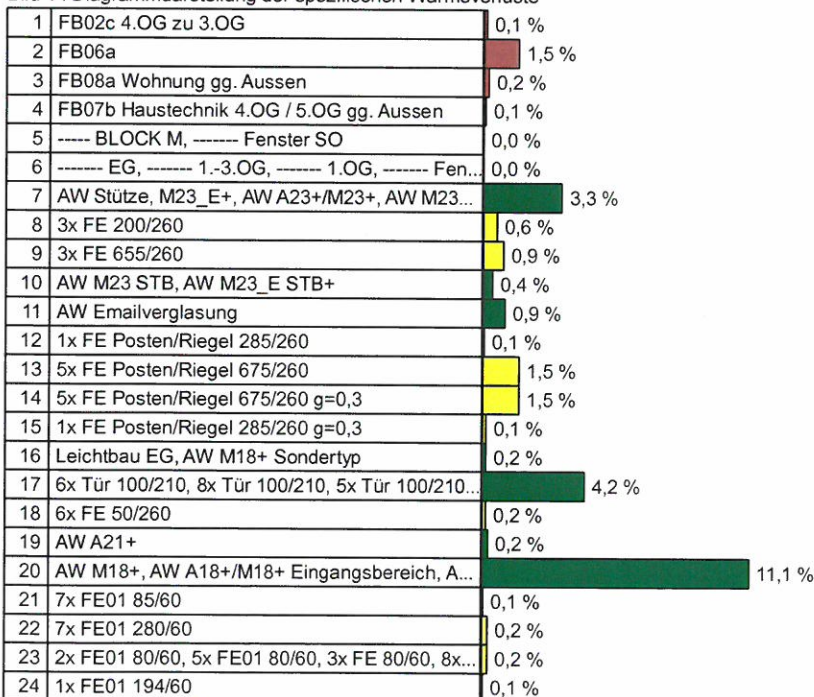 1 FB02c 4.OG zu 3.OG 0,1 %
2 FB06a 1,5 %
3 FB08a Wohnung gg. Aussen 0,2 %
4 FB07b Haustechnik 4.OG / 5.OG gg. Aussen 0,1 %
5 ----- BLOCK M, ------- Fenster SO 0,0 %
6 ------- EG, ------- 1.-3.OG, ------- 1.OG, ------- Fen... 0,0 %
7 AW Stütze, M23_E+, AW A23+/M23+, AW M23... 3,3 %
8 3x FE 200/260 0,6 %
9 3x FE 655/260 0,9 %
10 AW M23 STB, AW M23_E STB+ 0,4 %
11 AW Emailverglasung 0,9 %
12 1x FE Posten/Riegel 285/260 0,1 %
13 5x FE Posten/Riegel 675/260 1,5 %
14 5x FE Posten/Riegel 675/260 g=0,3 1,5 %
15 1x FE Posten/Riegel 285/260 g=0,3 0,1 %
16 Leichtbau EG, AW M18+ Sondertyp 0,2 %
17 6x Tür 100/210, 8x Tür 100/210, 5x Tür 100/210... 4,2 %
18 6x FE 50/260 0,2 %
19 AW A21+ 0,2 %
20 AW M18+, AW A18+/M18+ Eingangsbereich, A... 11,1 %
21 7x FE01 85/60 0,1 %
22 7x FE01 280/60 0,2 %
23 2x FE01 80/60, 5x FE01 80/60, 3x FE 80/60, 8x... 0,2 %
24 1x FE01 194/60 0,1 %